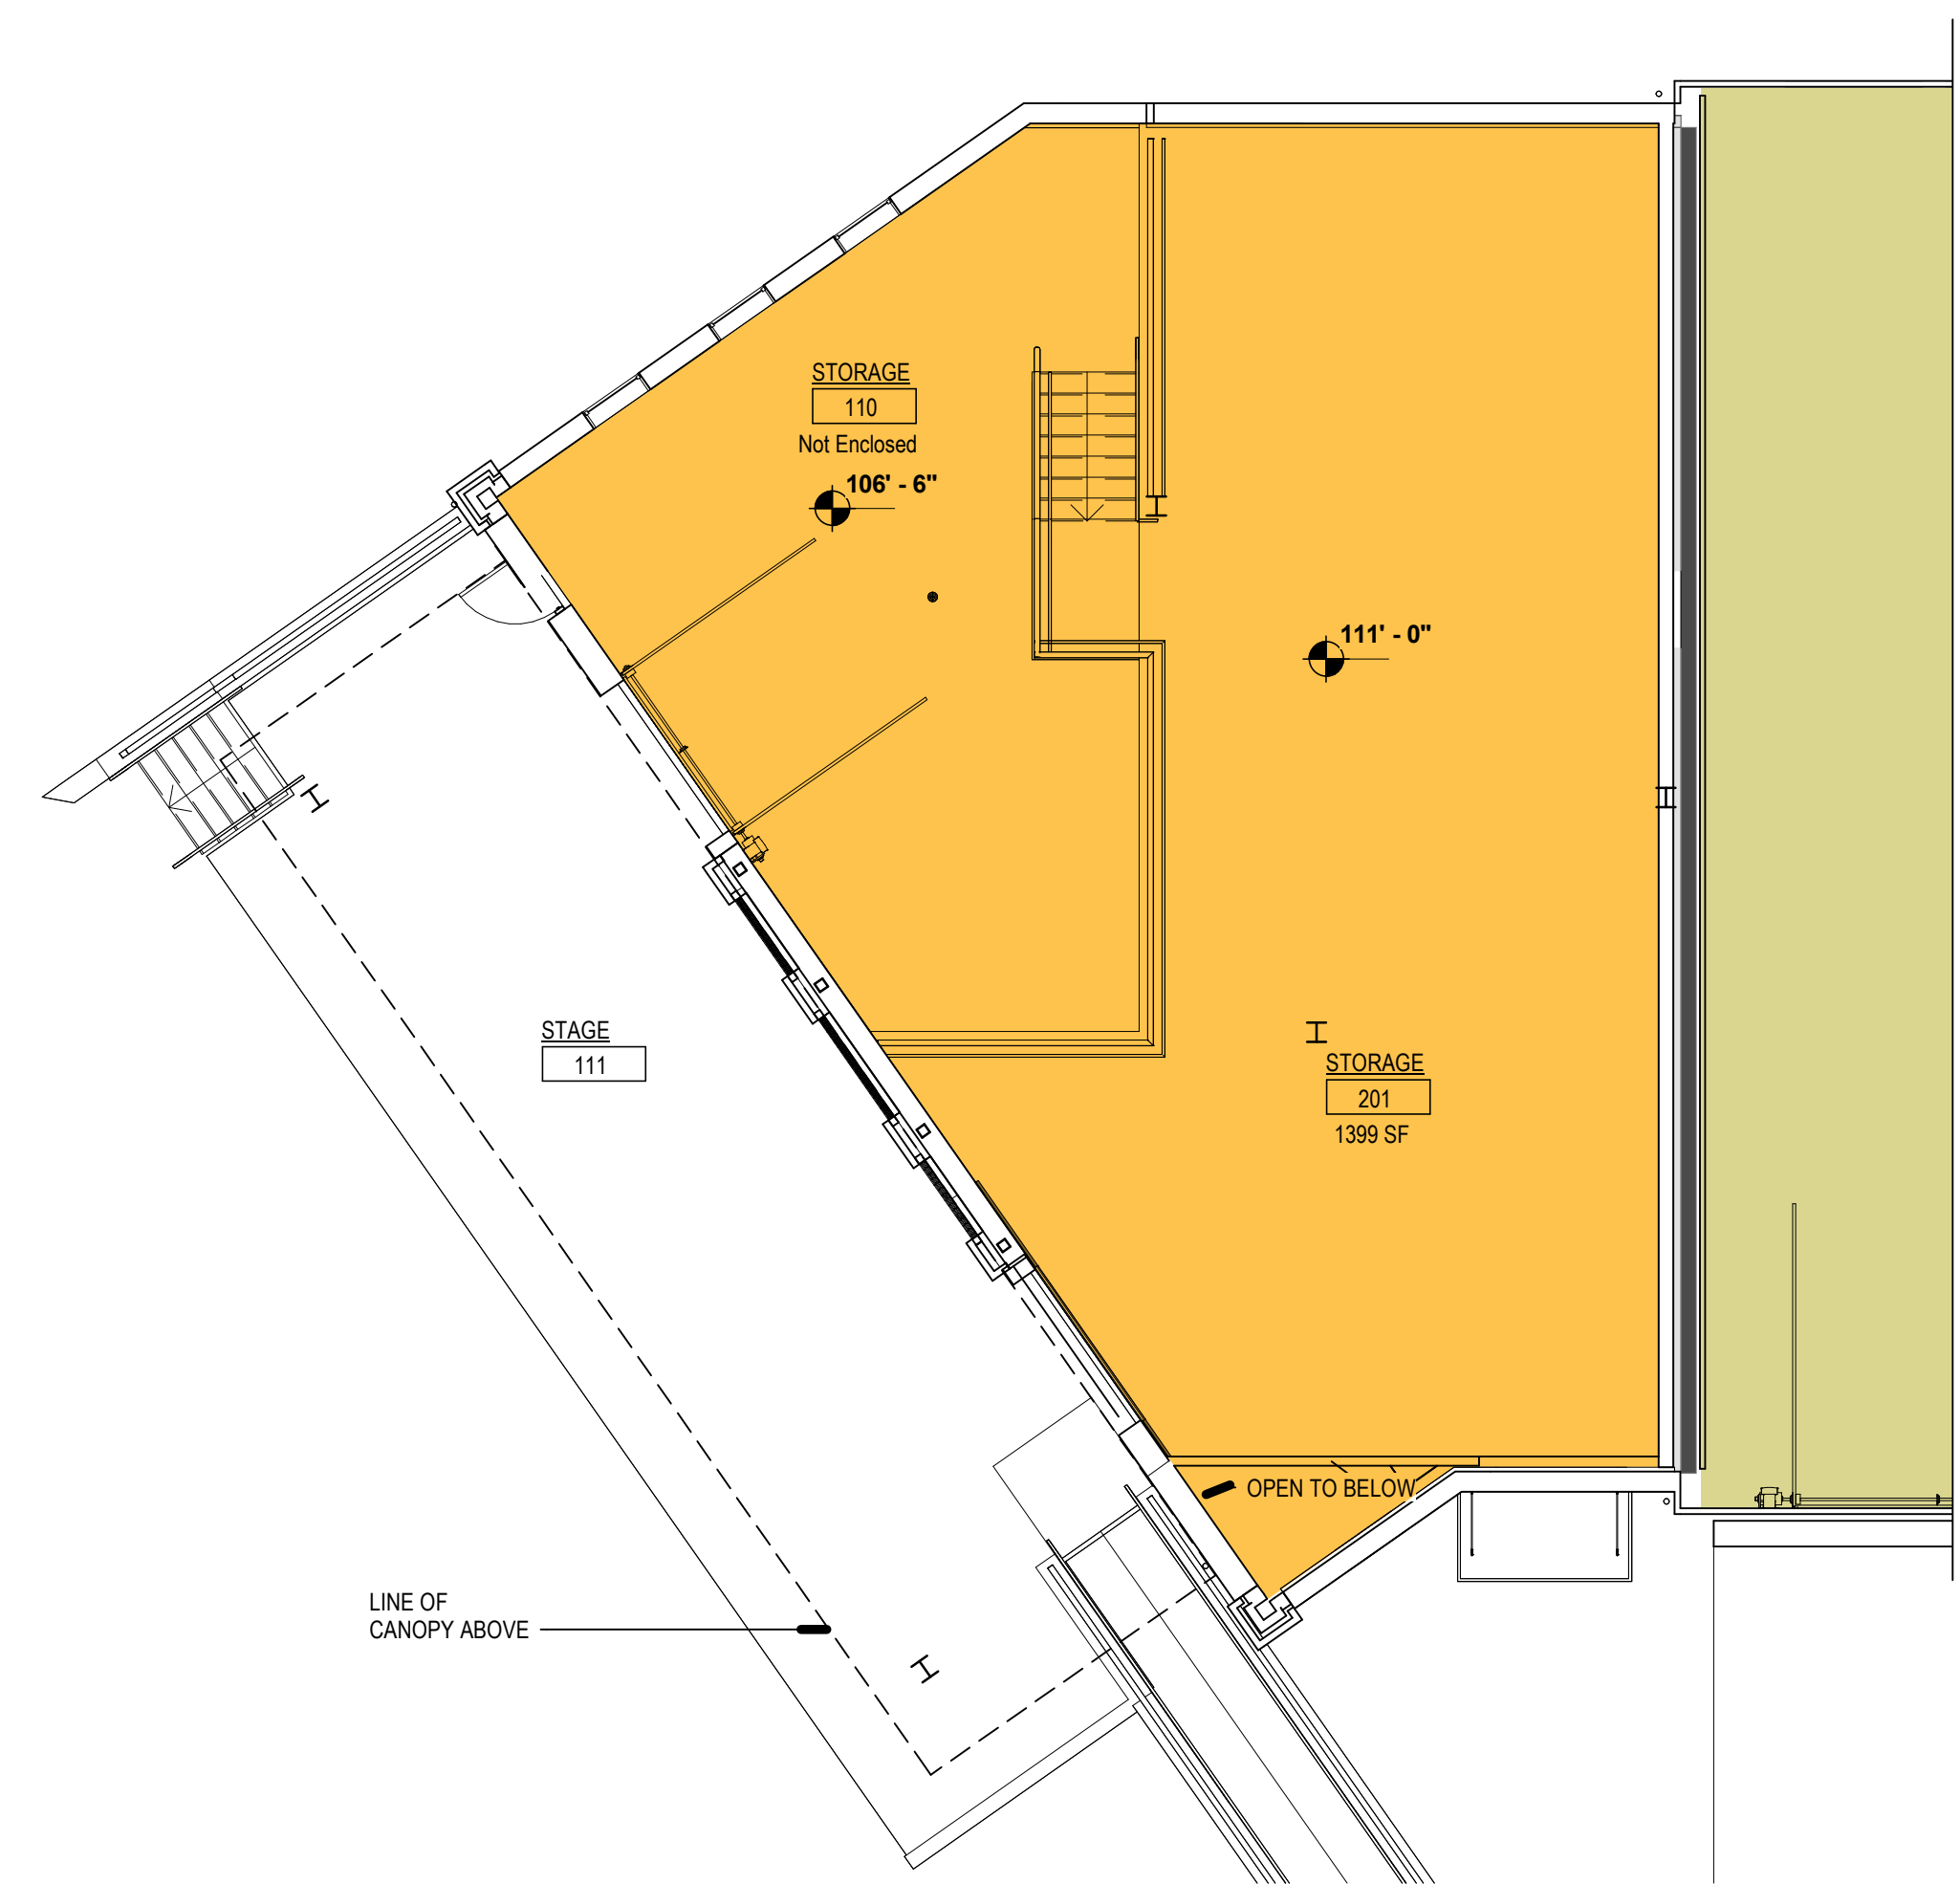 STORAGE
110
Not Enclosed
106' - 6"
111' - 0"
STAGE
111
STORAGE
201
1399 SF
OPEN TO BELOW
LINE OF
CANOPY ABOVE